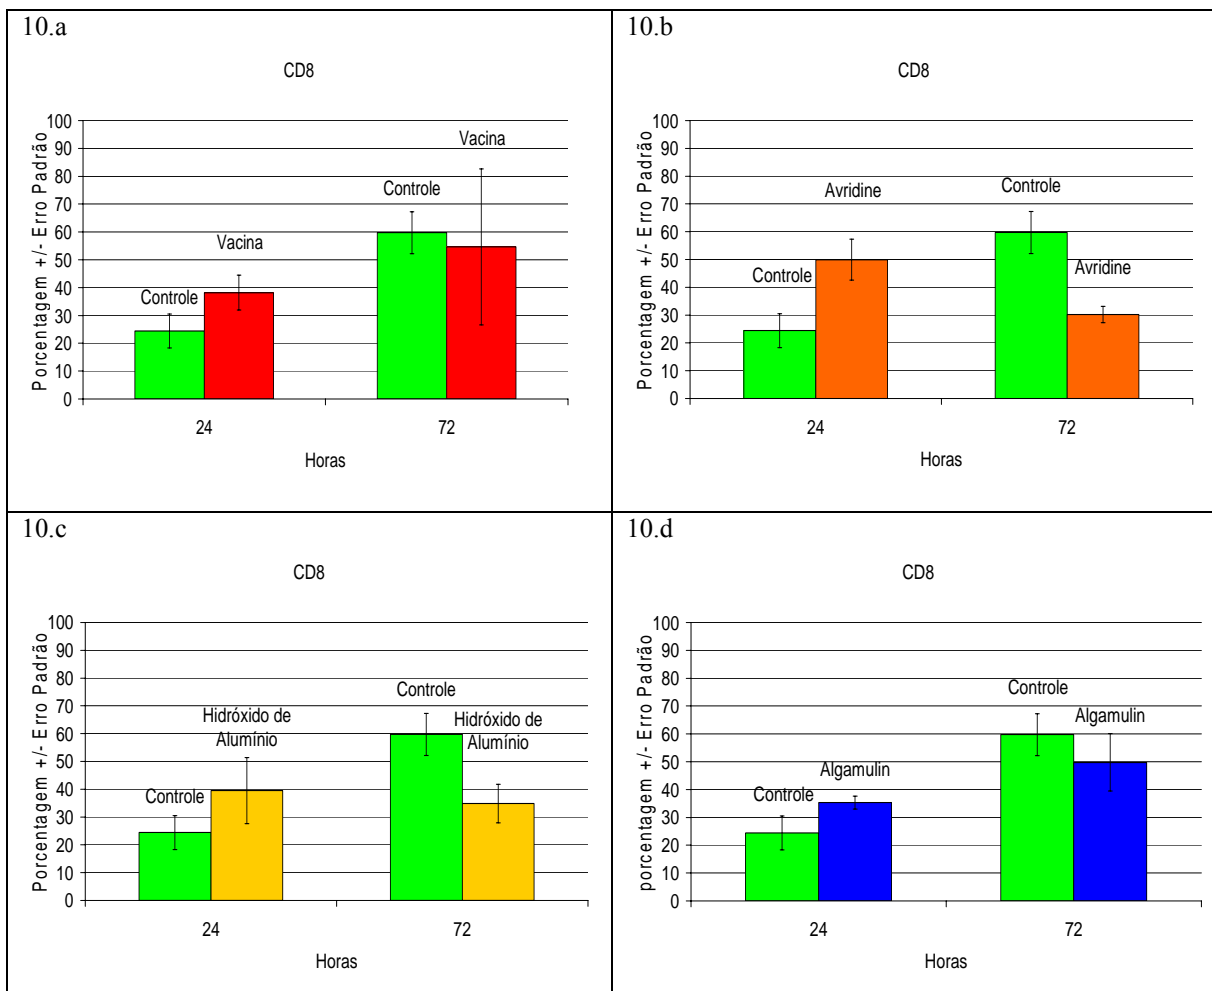 10.a
CD8
Porcentagem +/- Erro Padrão
100
90
80
70
60
50
40
30
20
10
0
Controle
Vacina
Controle
Vacina
24
72
Horas
10.b
CD8
Porcentagem +/- Erro Padrão
100
90
80
70
60
50
40
30
20
10
0
Controle
Avridine
Controle
Avridine
24
72
Horas
10.c
CD8
Porcentagem +/- Erro Padrão
100
90
80
70
60
50
40
30
20
10
0
Controle
Hidróxido de
Alumínio
Controle
Hidróxido de
Alumínio
24
72
Horas
10.d
CD8
porcentagem +/- Erro Padrão
100
90
80
70
60
50
40
30
20
10
0
Controle
Algamulin
Controle
Algamulin
24
72
Horas